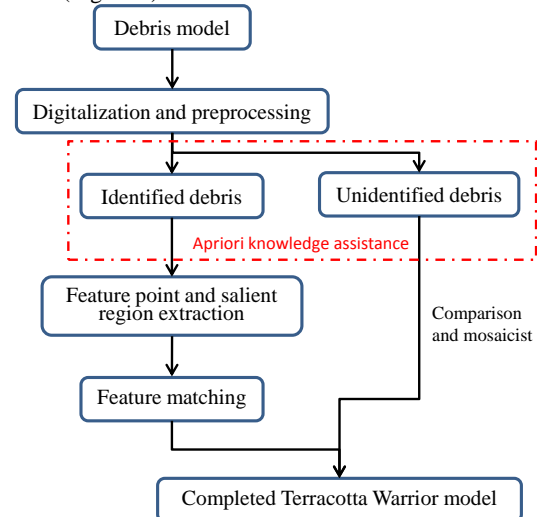 Debris model
Digitalization and preprocessing
Identified debris
Unidentified debris
Apriori knowledge assistance
Feature point and salient
region extraction
Comparison
and mosaicist
Feature matching
Completed Terracotta Warrior model